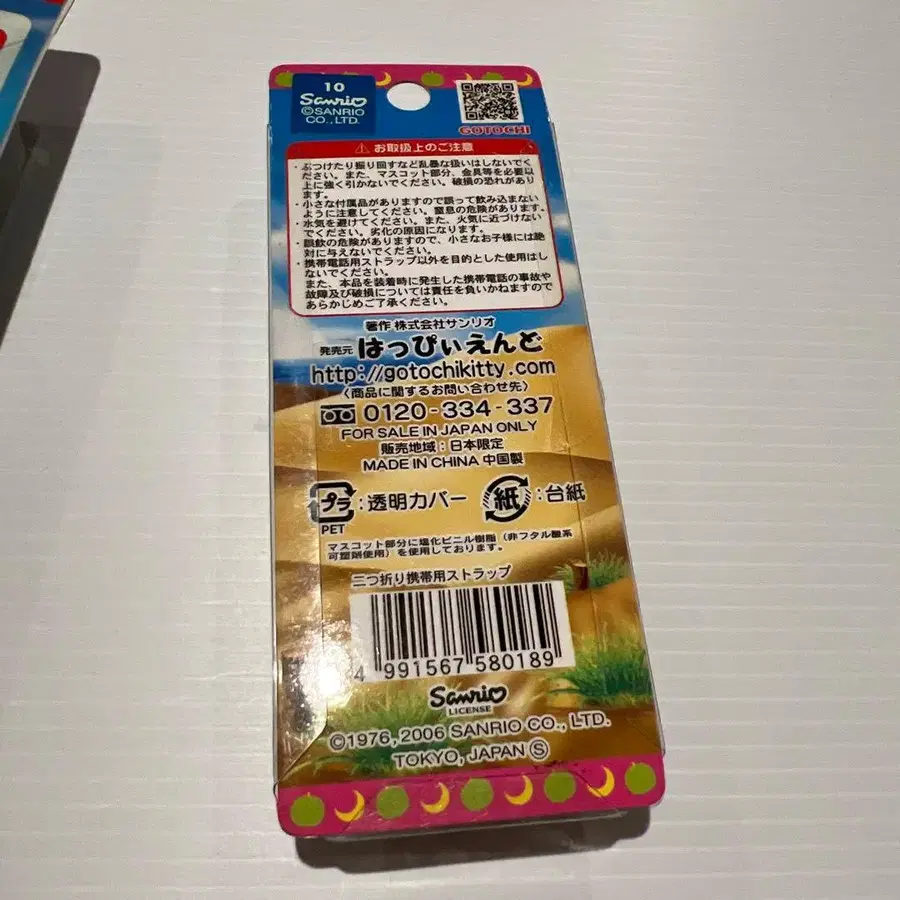 10
Sanrio
©SANRIO
CO., LTD.
GOTOCHI
お取扱上のご注意
・ぶつけたり振り回すなど乱暴な扱いはしないでく
ださい。また、マスコット部分、金具等を必要以
上に強く引かないでください。破損の恐れがあり
ます。
・小さな付属品がありますので誤って飲み込まない
ように注意してください。窒息の危険があります。
・水気を避けてください。また、火気に近づけない
でください。劣化の原因になります。
・誤飲の危険がありますので、小さなお子様には絶
対に与えないでください。
・携帯電話用ストラップ以外を目的とした使用はし
ないでください。
また、本品を装着時に発生した携帯電話の事故や
故障及び破損については責任を負いかねますので
あらかじめご了承ください。
著作 株式会社サンリオ
発売元 はっぴぃえんど
http://gotochikitty.com
〈商品に関するお問い合わせ先〉
0120-334-337
FOR SALE IN JAPAN ONLY
販売地域：日本限定
MADE IN CHINA 中国製
プラ：透明カバー 紙：台紙
PET
マスコット部分に塩化ビニル樹脂（非フタル酸系
可塑剤使用）を使用しております。
二つ折り携帯用ストラップ
4 991567 580189
Sanrio
LICENSE
©1976, 2006 SANRIO CO., LTD.
TOKYO, JAPAN Ⓢ